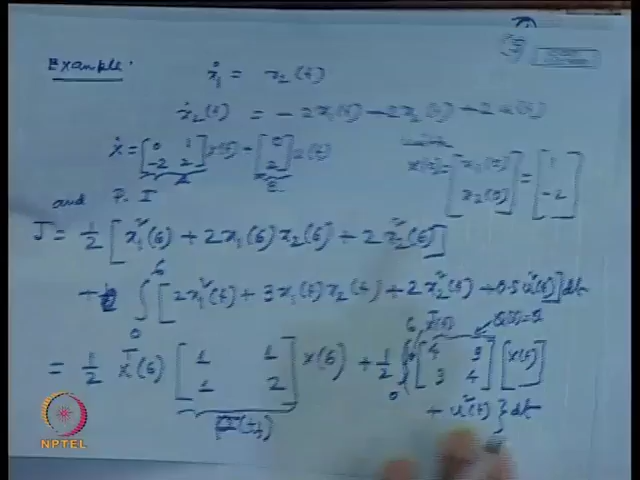 Example:
ẋ₁ = x₂(t)
ẋ₂(t) = -2x₁(t) - 2x₂(t) - 2u(t)
ẋ = [0 1; -2 2] x(t) - [0; 2] u(t)
x(0) = [x₁(0); x₂(0)] = [1; -2]
and P. I
J = 1/2 [x₁²(6) + 2x₁(6)x₂(6) + 2x₂²(6)]
+ ∫₀⁶ [2x₁²(t) + 3x₁(t)x₂(t) + 2x₂²(t) + 0.5u²(t)] dt
= 1/2 xᵀ(6) [1 1; 1 2] x(6) + 1/2 ∫₀⁶ { xᵀ(t) [4 3; 3 4] [x(t)]
+ u²(t) } dt
NPTEL